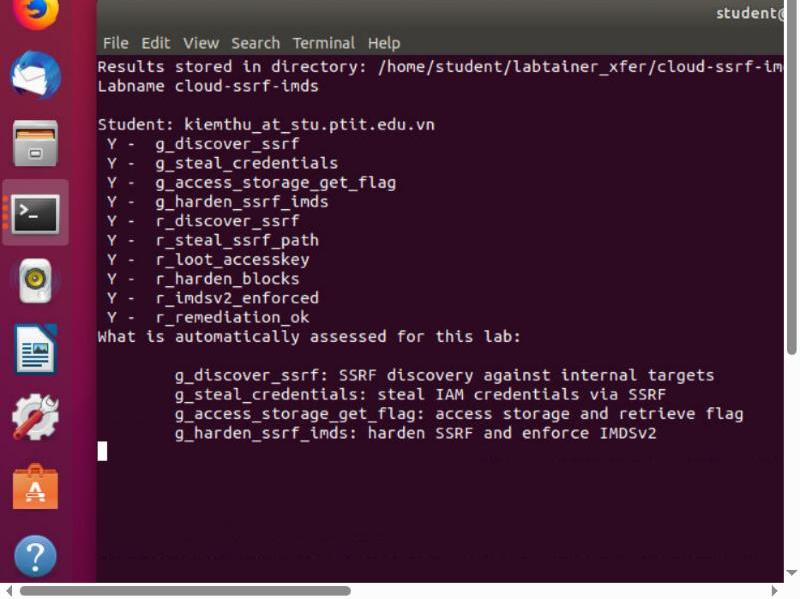 student@
File Edit View Search Terminal Help
Results stored in directory: /home/student/labtainer_xfer/cloud-ssrf-im
Labname cloud-ssrf-imds
Student: kiemthu_at_stu.ptit.edu.vn
Y - g_discover_ssrf
Y - g_steal_credentials
Y - g_access_storage_get_flag
Y - g_harden_ssrf_imds
Y - r_discover_ssrf
Y - r_steal_ssrf_path
Y - r_loot_accesskey
Y - r_harden_blocks
Y - r_imdsv2_enforced
Y - r_remediation_ok
What is automatically assessed for this lab:
g_discover_ssrf: SSRF discovery against internal targets
g_steal_credentials: steal IAM credentials via SSRF
g_access_storage_get_flag: access storage and retrieve flag
g_harden_ssrf_imds: harden SSRF and enforce IMDSv2